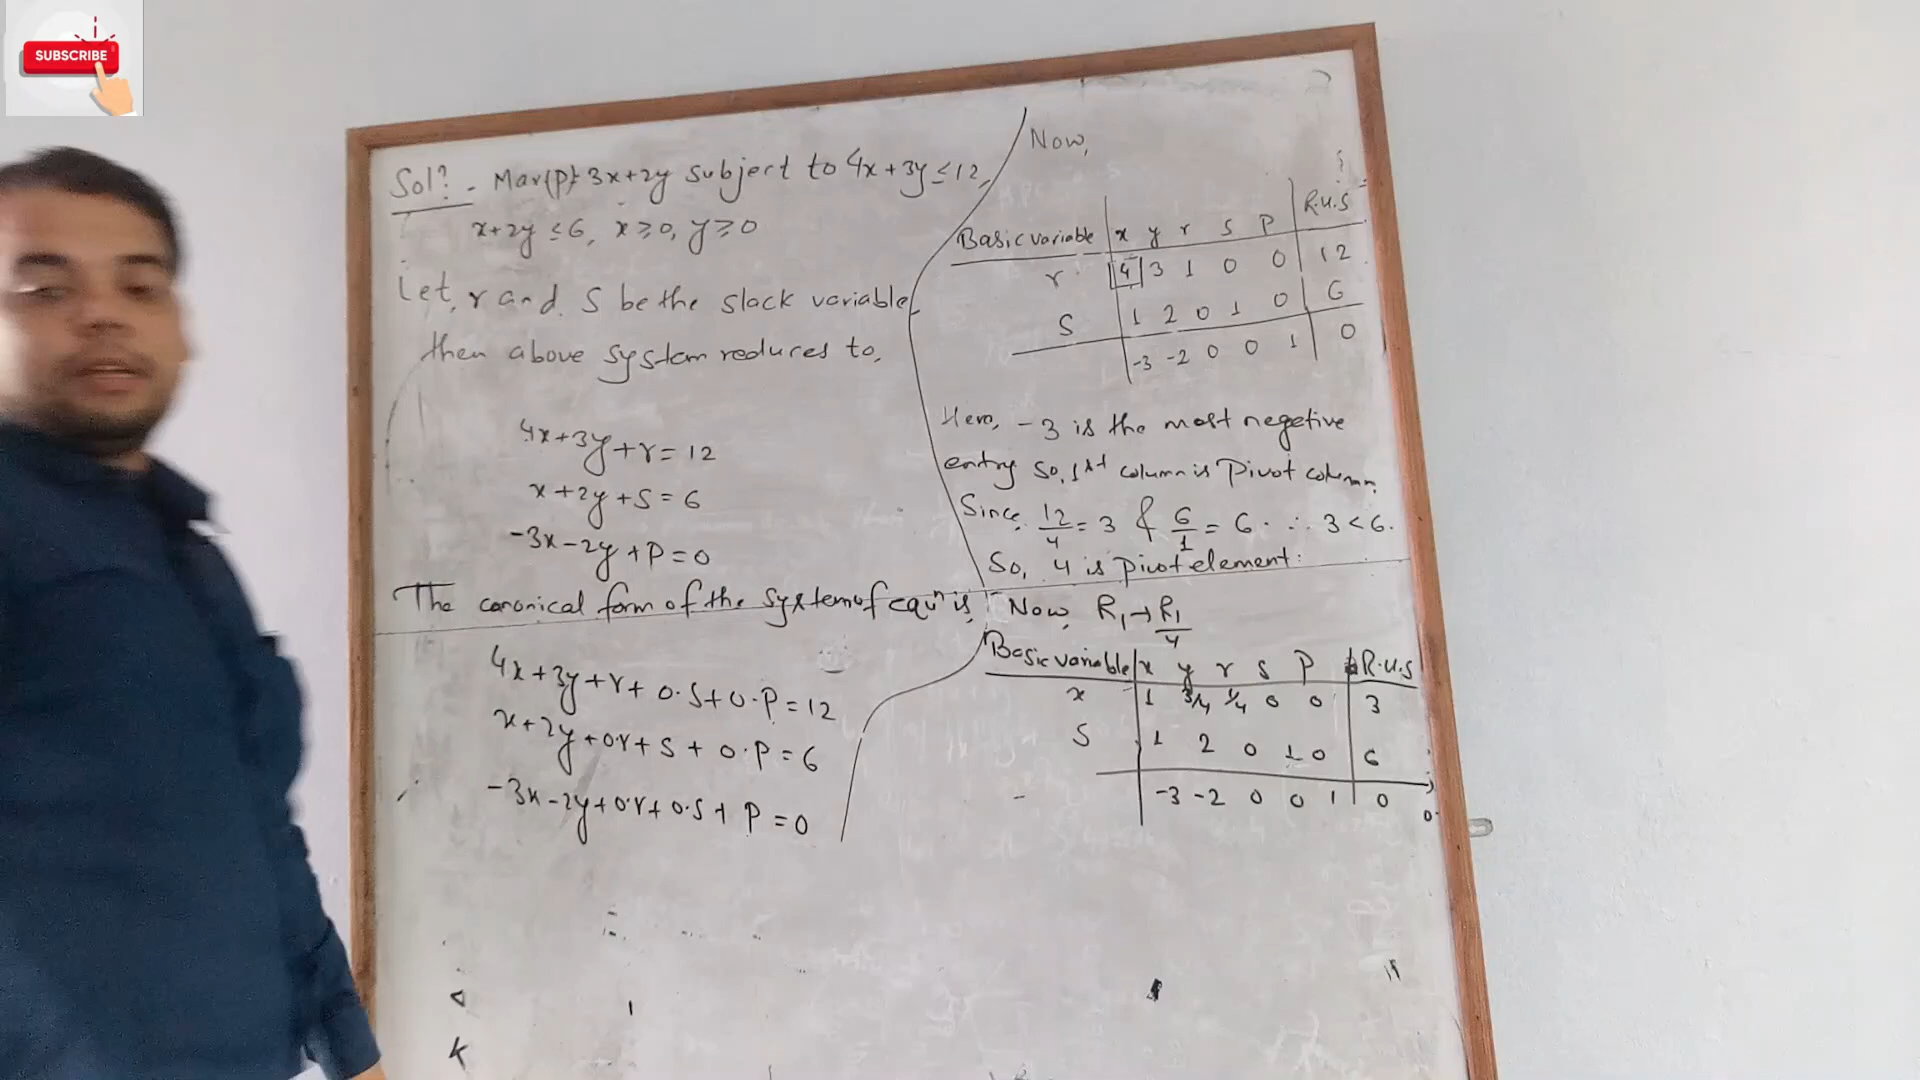 SUBSCRIBE
Sol? - Max(P)=3x+2y subject to 4x+3y≤12,
x+2y ≤6, x≥0, y≥0
Let, r and S be the slack variable
then above system reduces to,
4x+3y+r=12
x+2y+S=6
-3x-2y+P=0
The canonical form of the system of equⁿ is,
4x+3y+r+0.S+0.P=12
x+2y+0.r+S+0.P=6
-3x-2y+0.r+0.S+P=0
Now,
Basic variable | x y r S P | R.H.S
r | 4 3 1 0 0 | 12
S | 1 2 0 1 0 | 6
-3 -2 0 0 1 | 0
Here, -3 is the most negetive
entry So, 1st column is Pivot column.
Since, 12/4 = 3 & 6/1 = 6. ∴ 3<6.
So, 4 is pivot element.
Now, R₁→R₁/4
Basic variable | x y r S P | R.H.S
x | 1 3/4 1/4 0 0 | 3
S | 1 2 0 1 0 | 6
-3 -2 0 0 1 | 0